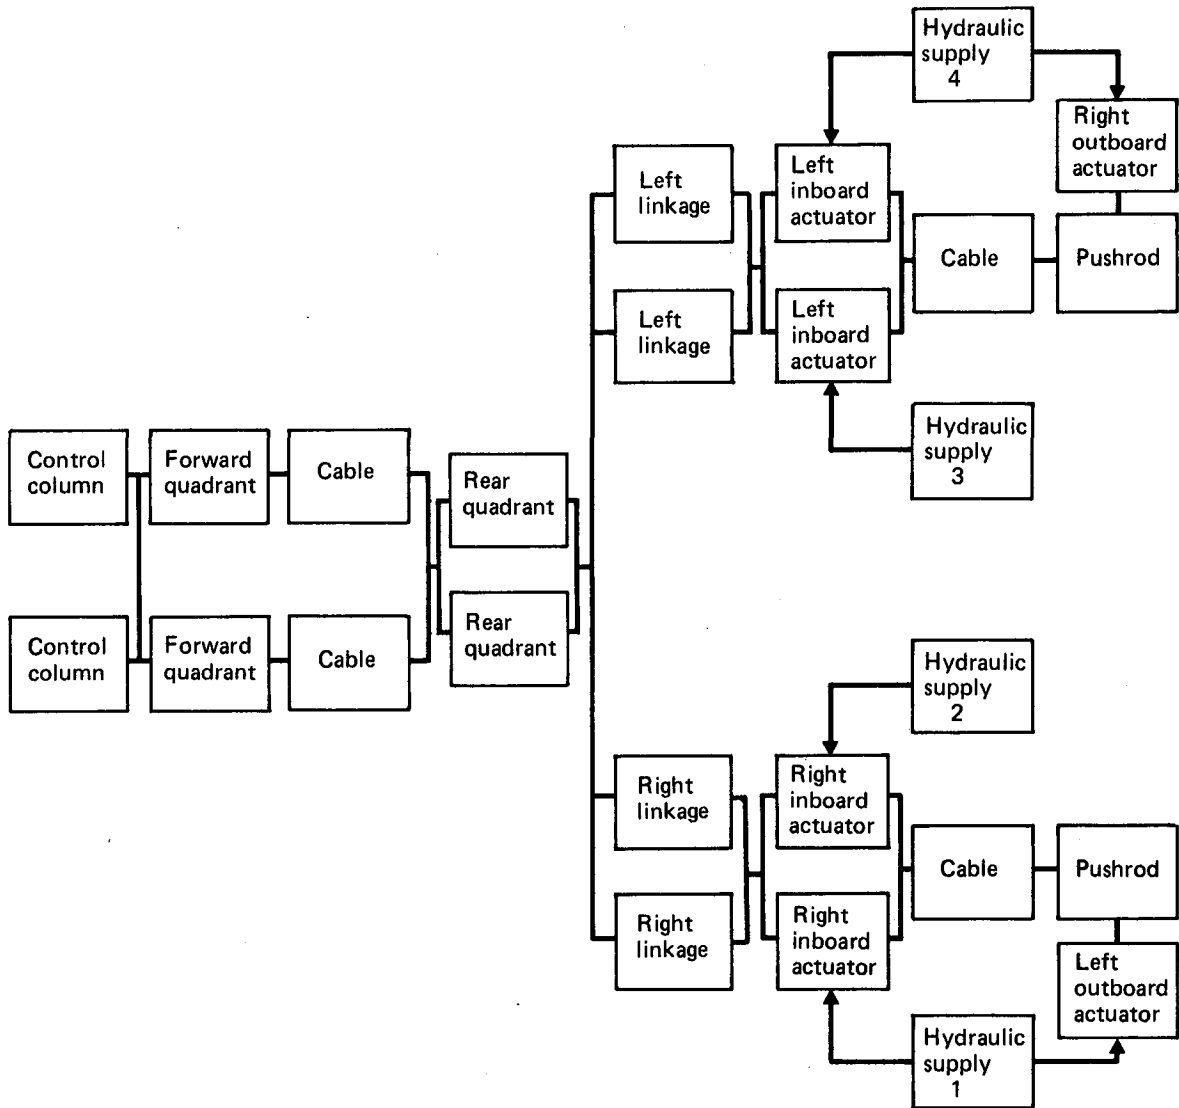 Hydraulic
supply
4
Right
outboard
actuator
Left
linkage
Left
inboard
actuator
Cable
Pushrod
Left
linkage
Left
inboard
actuator
Hydraulic
supply
3
Control
column
Forward
quadrant
Cable
Rear
quadrant
Control
column
Forward
quadrant
Cable
Rear
quadrant
Hydraulic
supply
2
Right
linkage
Right
inboard
actuator
Cable
Pushrod
Right
linkage
Right
inboard
actuator
Left
outboard
actuator
Hydraulic
supply
1